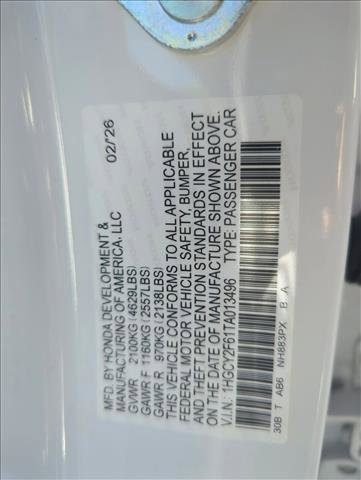 MFD. BY HONDA DEVELOPMENT & 02/'26
MANUFACTURING OF AMERICA, LLC
GVWR 2100KG (4629LBS)
GAWR F 1160KG (2557LBS)
GAWR R 970KG (2138LBS)
THIS VEHICLE CONFORMS TO ALL APPLICABLE
FEDERAL MOTOR VEHICLE SAFETY, BUMPER,
AND THEFT PREVENTION STANDARDS IN EFFECT
ON THE DATE OF MANUFACTURE SHOWN ABOVE.
V.I.N.: 1HGCY2F61TA013496 TYPE: PASSENGER CAR
30B T AB6 NH883PX B A